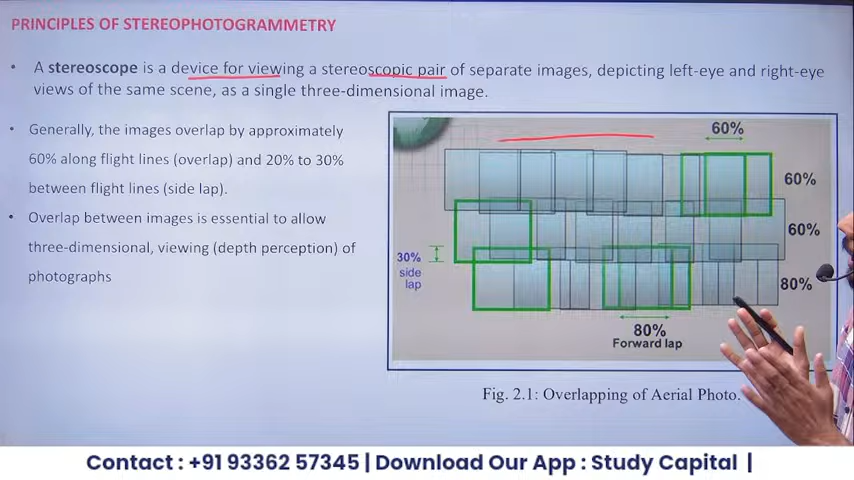 PRINCIPLES OF STEREOPHOTOGRAMMETRY
• A stereoscope is a device for viewing a stereoscopic pair of separate images, depicting left-eye and right-eye
views of the same scene, as a single three-dimensional image.
• Generally, the images overlap by approximately
60% along flight lines (overlap) and 20% to 30%
between flight lines (side lap).
• Overlap between images is essential to allow
three-dimensional, viewing (depth perception) of
photographs
60%
60%
60%
30%
side
lap
80%
80%
Forward lap
Fig. 2.1: Overlapping of Aerial Photo.
Contact : +91 93362 57345 | Download Our App : Study Capital |